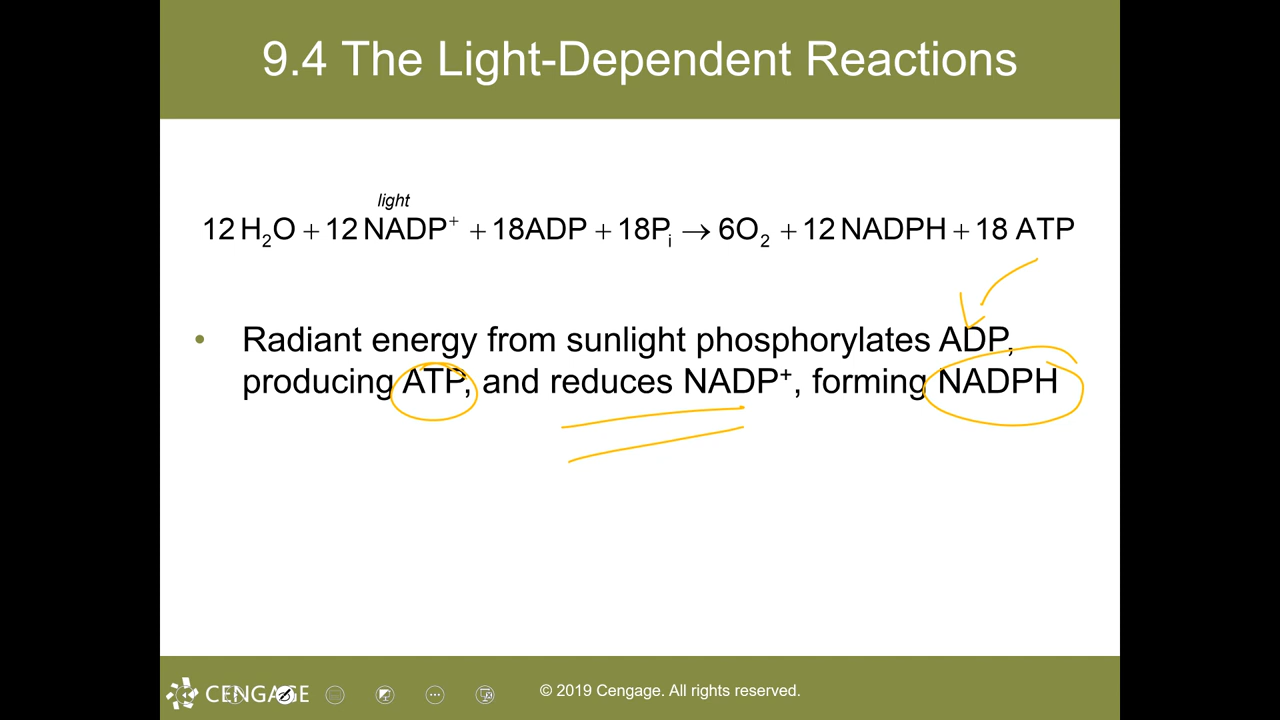 9.4 The Light-Dependent Reactions
light
12 H₂O + 12 NADP⁺ + 18ADP + 18Pᵢ → 6O₂ + 12 NADPH + 18 ATP
• Radiant energy from sunlight phosphorylates ADP,
producing ATP, and reduces NADP⁺, forming NADPH
CENGAGE
© 2019 Cengage. All rights reserved.